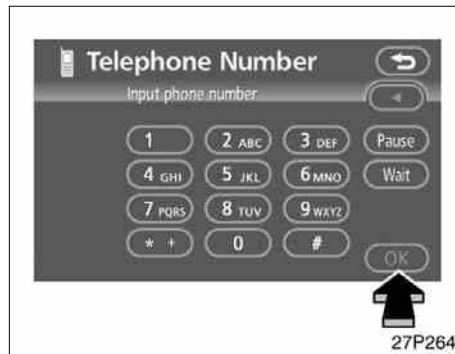 Telephone Number
Input phone number
1 2 ABC 3 DEF Pause
4 GHI 5 JKL 6 MNO Wait
7 PQRS 8 TUV 9 WXYZ
* + 0 #
OK
27P264